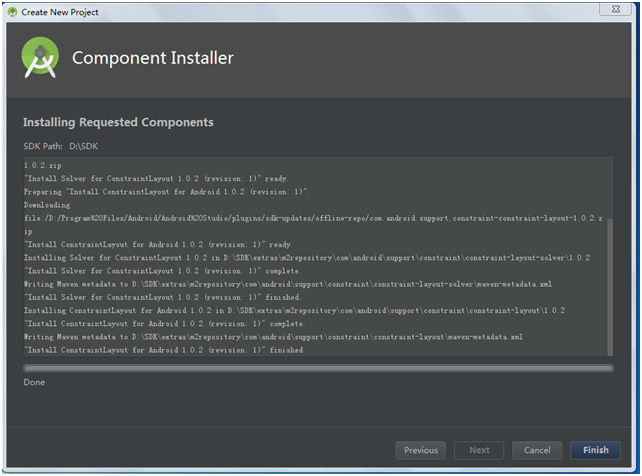 Create New Project
Component Installer
Installing Requested Components
SDK Path: D:\SDK
1.0.2.zip
"Install Solver for ConstraintLayout 1.0.2 (revision: 1)" ready.
Preparing "Install ConstraintLayout for Android 1.0.2 (revision: 1)".
Downloading
file:/D:/Program%20Files/Android/Android%20Studio/plugins/sdk-updates/offline-repo/com.android.support.constraint-constraint-layout-1.0.2.z
ip
"Install ConstraintLayout for Android 1.0.2 (revision: 1)" ready.
Installing Solver for ConstraintLayout 1.0.2 in D:\SDK\extras\m2repository\com\android\support\constraint\constraint-layout-solver\1.0.2
"Install Solver for ConstraintLayout 1.0.2 (revision: 1)" complete.
Writing Maven metadata to D:\SDK\extras\m2repository\com\android\support\constraint\constraint-layout-solver\maven-metadata.xml
"Install Solver for ConstraintLayout 1.0.2 (revision: 1)" finished.
Installing ConstraintLayout for Android 1.0.2 in D:\SDK\extras\m2repository\com\android\support\constraint\constraint-layout\1.0.2
"Install ConstraintLayout for Android 1.0.2 (revision: 1)" complete.
Writing Maven metadata to D:\SDK\extras\m2repository\com\android\support\constraint\constraint-layout\maven-metadata.xml
"Install ConstraintLayout for Android 1.0.2 (revision: 1)" finished.
Done
Previous
Next
Cancel
Finish